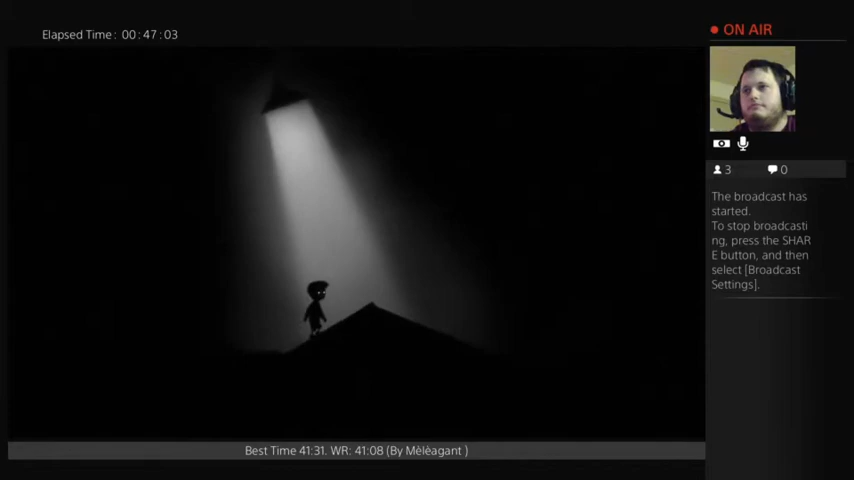 Elapsed Time: 00:47:03
ON AIR
3 0
The broadcast has
started.
To stop broadcasti
ng, press the SHAR
E button, and then
select [Broadcast
Settings].
Best Time 41:31. WR: 41:08 (By Mèlèagant )